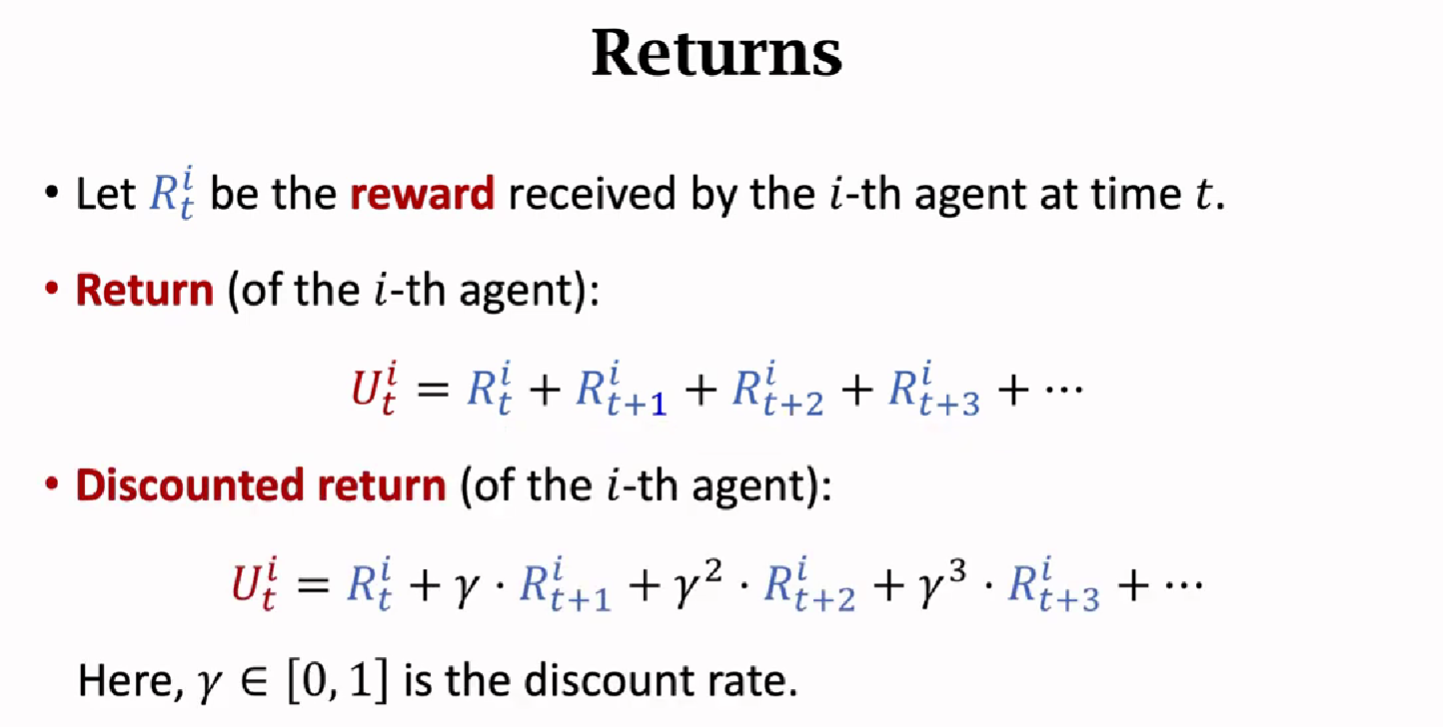 Returns
• Let $R_t^i$ be the reward received by the $i$-th agent at time $t$.
• Return (of the $i$-th agent):
$U_t^i = R_t^i + R_{t+1}^i + R_{t+2}^i + R_{t+3}^i + \cdots$
• Discounted return (of the $i$-th agent):
$U_t^i = R_t^i + \gamma \cdot R_{t+1}^i + \gamma^2 \cdot R_{t+2}^i + \gamma^3 \cdot R_{t+3}^i + \cdots$
Here, $\gamma \in [0, 1]$ is the discount rate.